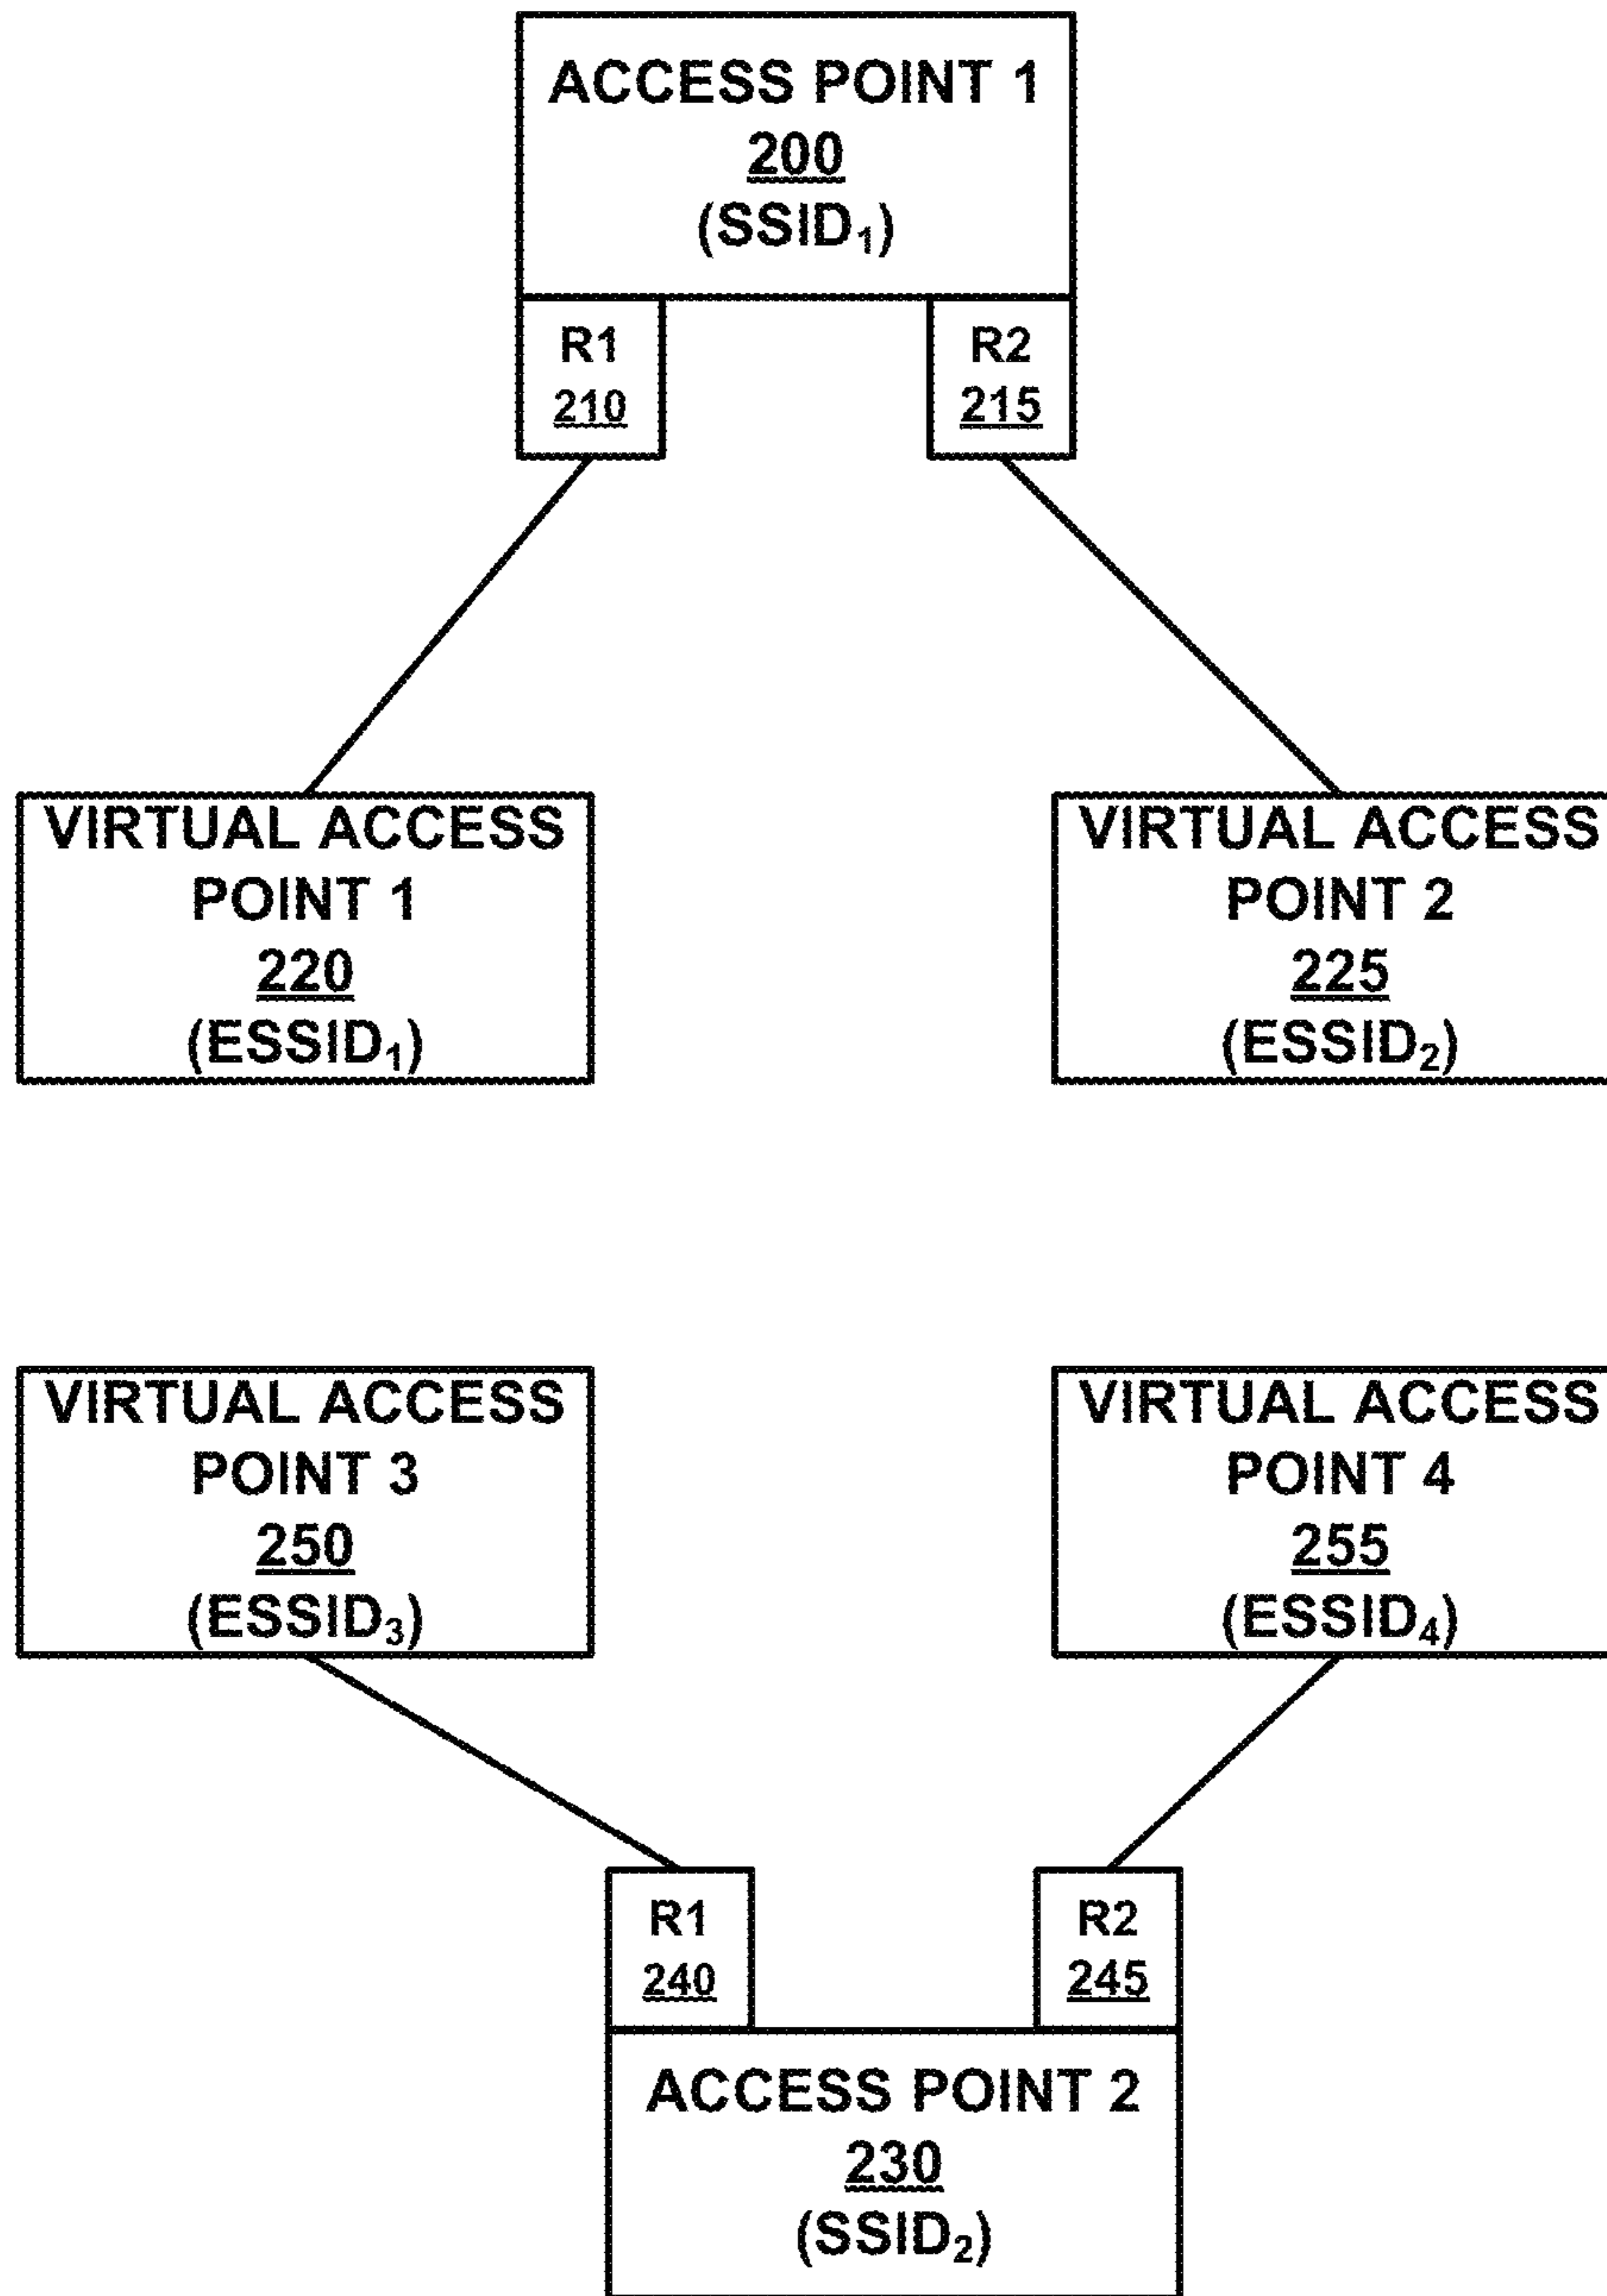 ACCESS POINT 1
200
(SSID₁)
R1
210
R2
215
VIRTUAL ACCESS
POINT 1
220
(ESSID₁)
VIRTUAL ACCESS
POINT 2
225
(ESSID₂)
VIRTUAL ACCESS
POINT 3
250
(ESSID₃)
VIRTUAL ACCESS
POINT 4
255
(ESSID₄)
R1
240
R2
245
ACCESS POINT 2
230
(SSID₂)